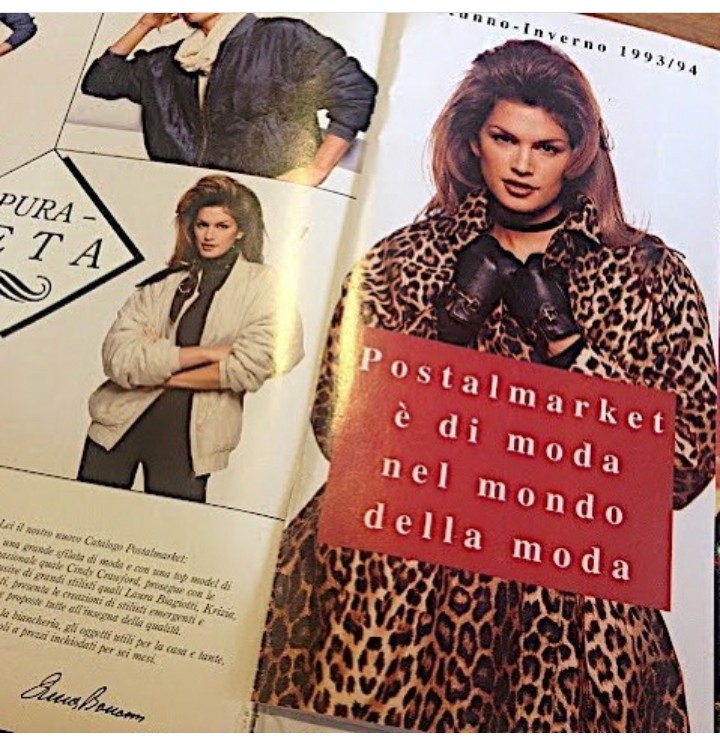 PURA -
ETA
Lei il nostro nuovo Catalogo Postalmarket:
una grande sfilata di moda e con una top model di
nazionale quale Cindy Crawford, prosegue con le
di grandi stilisti quali Laura Biagiotti, Krizia,
presenta le creazioni di stilisti emergenti e
proposte tutte all'insegna della qualità.
la biancheria, gli oggetti utili per la casa e tante,
a prezzi inchiodati per sei mesi.
unno-Inverno 1993/94
Postalmarket
è di moda
nel mondo
della moda